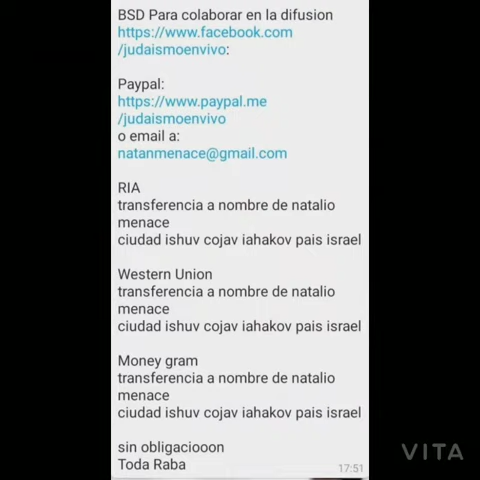 BSD Para colaborar en la difusion
https://www.facebook.com
/judaismoenvivo:
Paypal:
https://www.paypal.me
/judaismoenvivo
o email a:
natanmenace@gmail.com
RIA
transferencia a nombre de natalio
menace
ciudad ishuv cojav iahakov pais israel
Western Union
transferencia a nombre de natalio
menace
ciudad ishuv cojav iahakov pais israel
Money gram
transferencia a nombre de natalio
menace
ciudad ishuv cojav iahakov pais israel
sin obligaciooon
Toda Raba
17:51
VITA